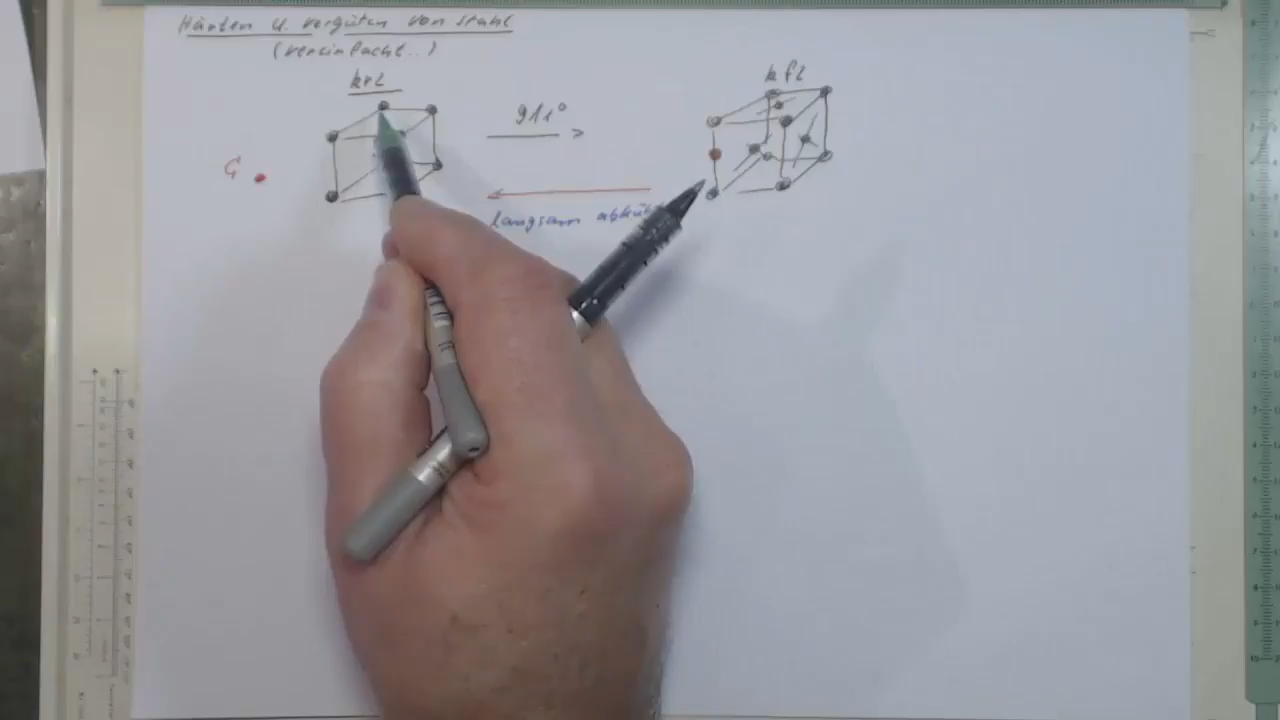 Härten u. vergüten von Stahl
(vereinfacht..)
krz
911°
kfz
C
langsam